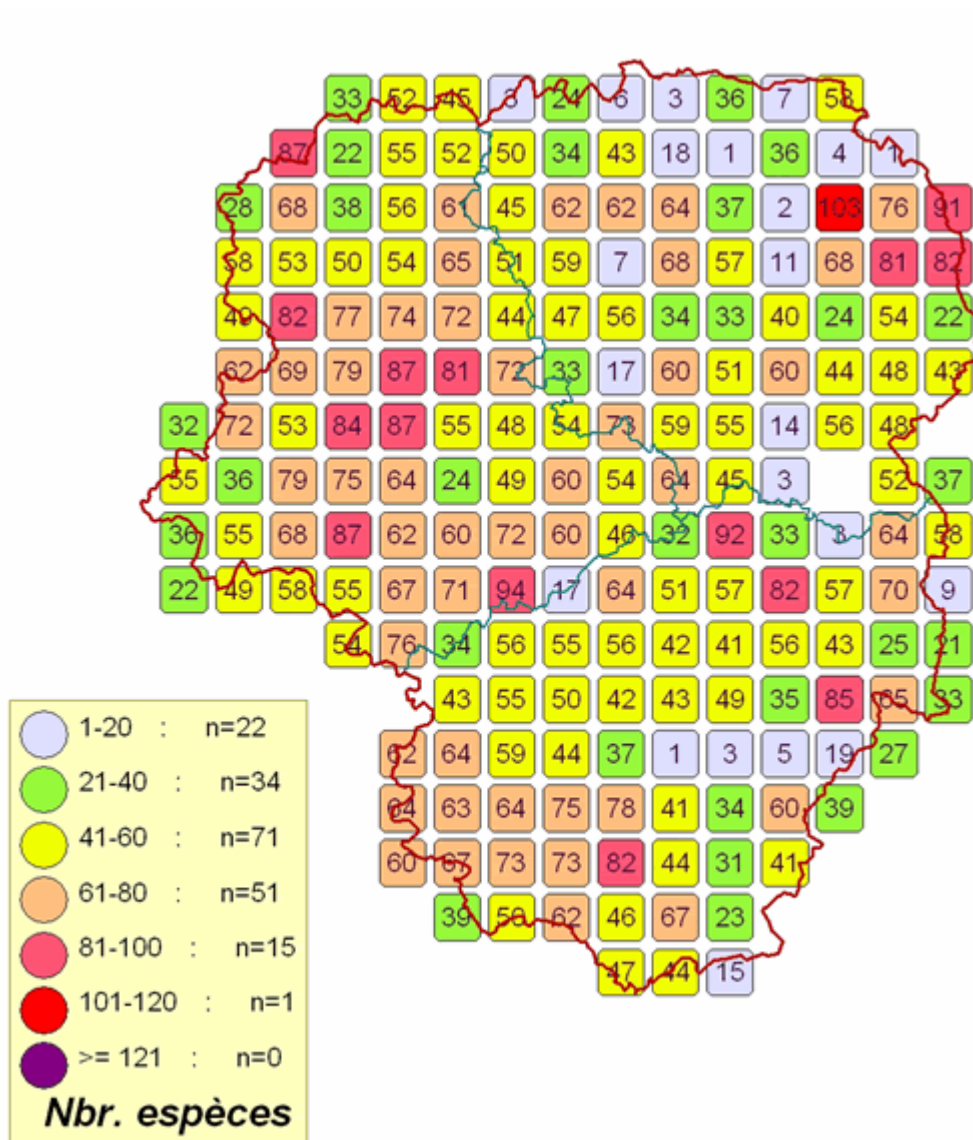 33 52 45 3 24 6 3 36 7 58
87 22 55 52 50 34 43 18 1 36 4 1
28 68 38 56 61 45 62 62 64 37 2 103 76 91
58 53 50 54 65 51 59 7 68 57 11 68 81 82
82 77 74 72 44 47 56 34 33 40 24 54 22
62 69 79 87 81 72 33 17 60 51 60 44 48 43
32 72 53 84 87 55 48 54 73 59 55 14 56 48
55 36 79 75 64 24 49 60 54 64 45 3 52 37
36 55 68 87 62 60 72 60 46 32 92 33 3 64 58
22 49 58 55 67 71 94 17 64 51 57 82 57 70 9
54 76 34 56 55 56 42 41 56 43 25 21
43 55 50 42 43 49 35 85 65 33
1-20 : n=22
62 64 59 44 37 1 3 5 19 27
21-40 : n=34
64 63 64 75 78 41 34 60 39
41-60 : n=71
60 67 73 73 82 44 31 41
61-80 : n=51
39 62 46 67 23
81-100 : n=15
47 44 15
101-120 : n=1
>= 121 : n=0
Nbr. espèces